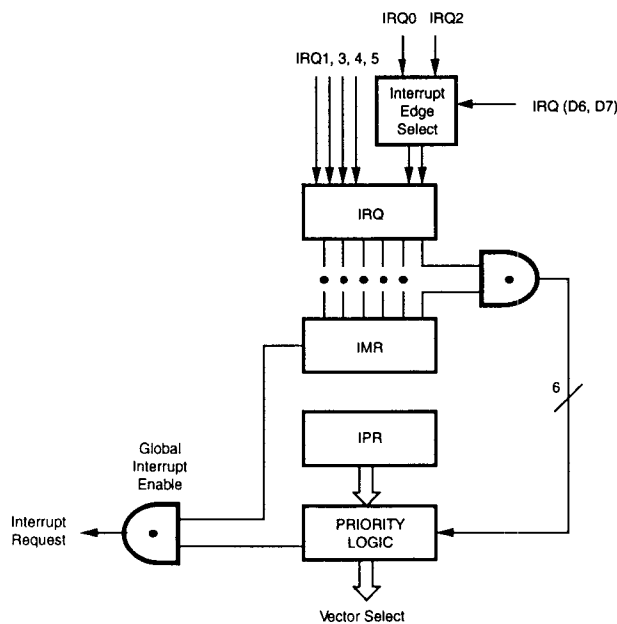 IRQ0 IRQ2
IRQ1, 3, 4, 5
Interrupt
Edge
Select
IRQ (D6, D7)
IRQ
IMR
6
IPR
Global
Interrupt
Enable
Interrupt
Request
PRIORITY
LOGIC
Vector Select